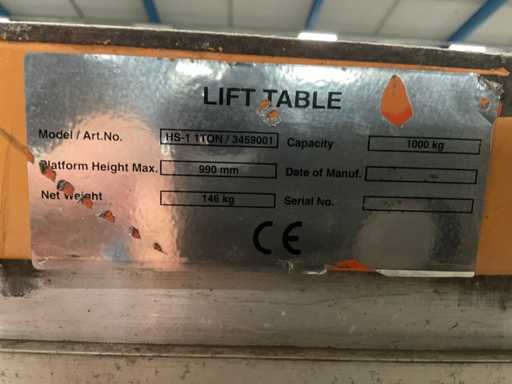 LIFT TABLE
Model / Art.No. HS-1 1TON / 3459001 Capacity 1000 kg
Platform Height Max. 990 mm Date of Manuf.
Net Weight 146 kg Serial No.
CE